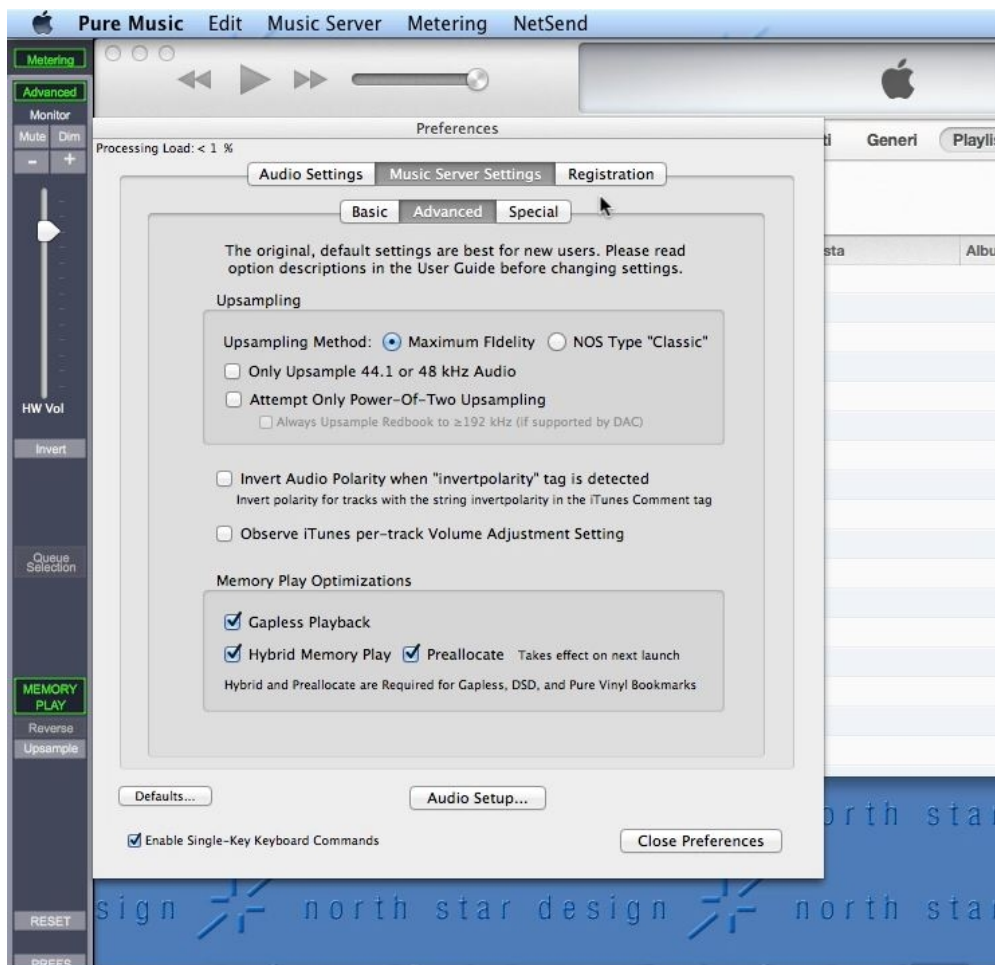 Pure Music Edit Music Server Metering NetSend
Metering
Advanced
Monitor
Mute Dim
- +
HW Vol
Invert
Queue
Selection
MEMORY
PLAY
Reverse
Upsample
RESET
PREFS
Generi Playli
sta Albu
Preferences
Processing Load: < 1 %
Audio Settings Music Server Settings Registration
Basic Advanced Special
The original, default settings are best for new users. Please read
option descriptions in the User Guide before changing settings.
Upsampling
Upsampling Method: Maximum FIdelity NOS Type "Classic"
Only Upsample 44.1 or 48 kHz Audio
Attempt Only Power-Of-Two Upsampling
Always Upsample Redbook to ≥192 kHz (if supported by DAC)
Invert Audio Polarity when "invertpolarity" tag is detected
Invert polarity for tracks with the string invertpolarity in the iTunes Comment tag
Observe iTunes per-track Volume Adjustment Setting
Memory Play Optimizations
Gapless Playback
Hybrid Memory Play Preallocate Takes effect on next launch
Hybrid and Preallocate are Required for Gapless, DSD, and Pure Vinyl Bookmarks
Defaults... Audio Setup...
Enable Single-Key Keyboard Commands Close Preferences
orth star
sign north star design north sta